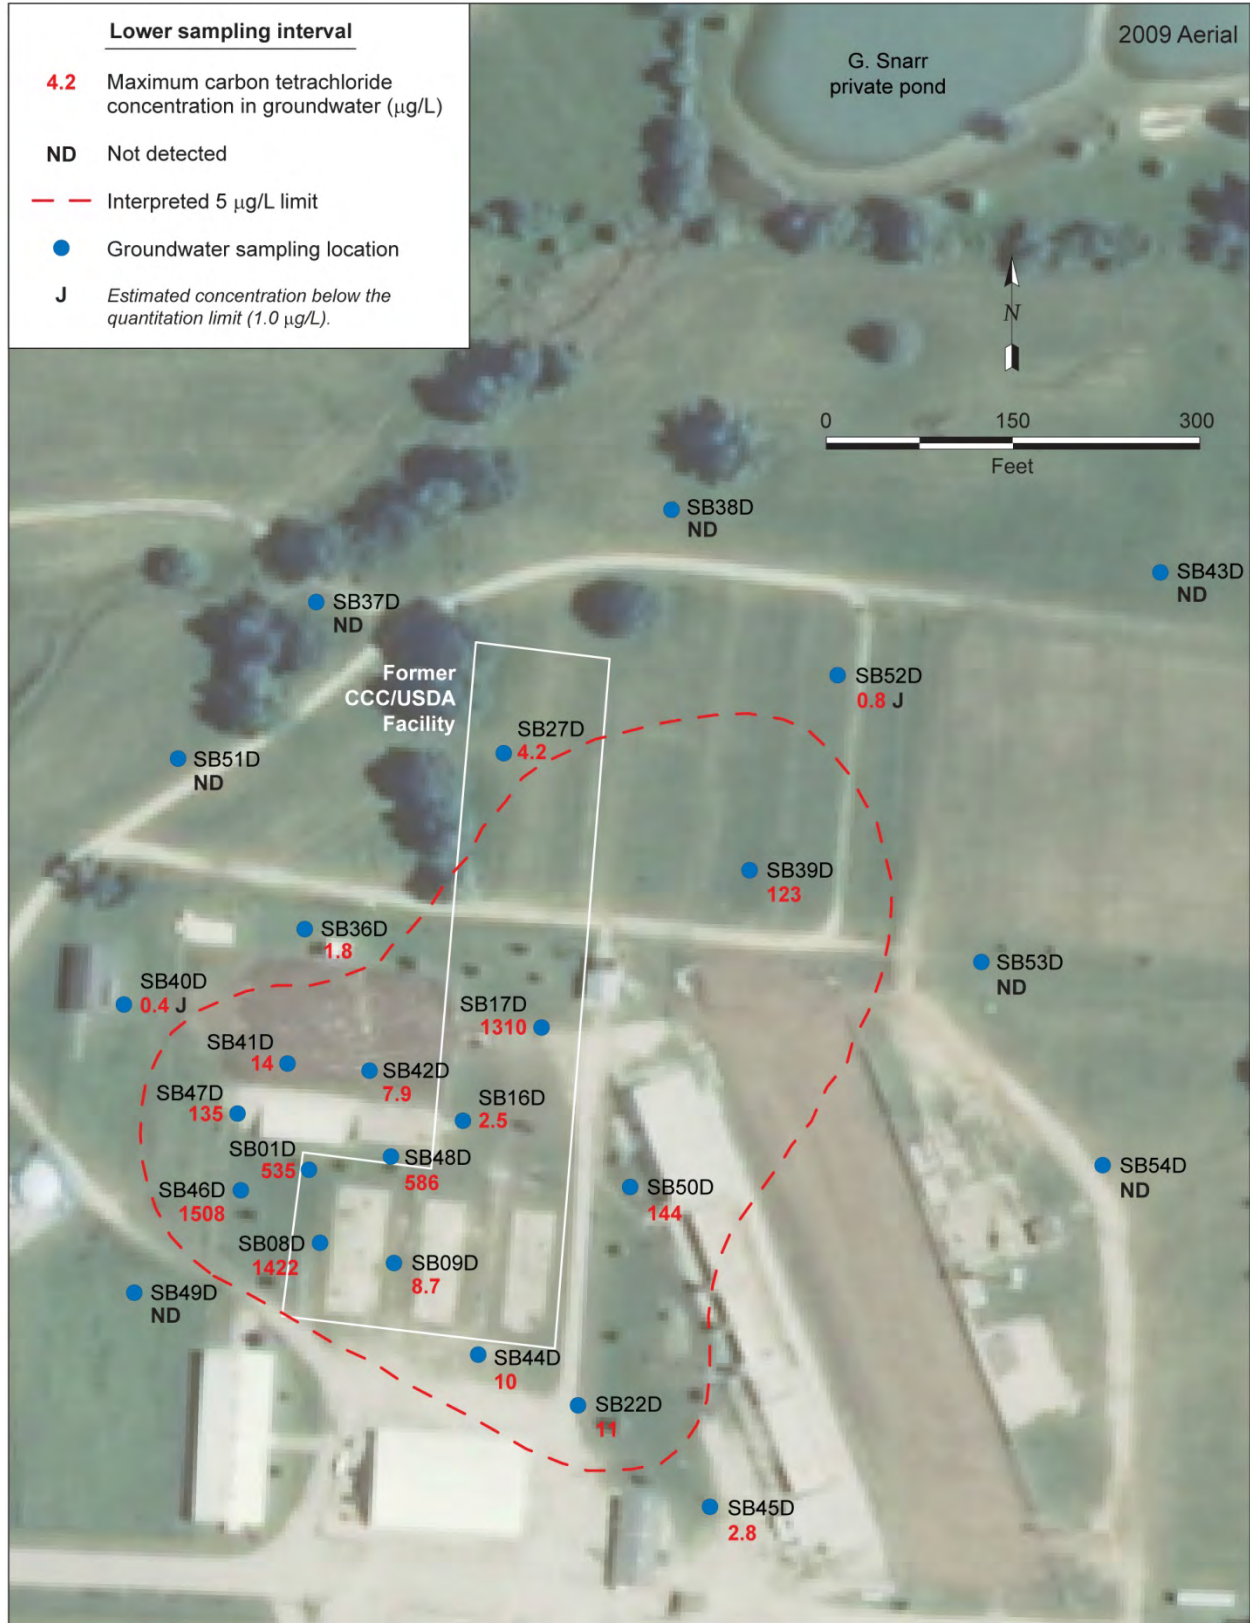 Lower sampling interval
4.2 Maximum carbon tetrachloride
concentration in groundwater (μg/L)
ND Not detected
Interpreted 5 μg/L limit
Groundwater sampling location
J Estimated concentration below the
quantitation limit (1.0 μg/L).
2009 Aerial
G. Snarr
private pond
N
0 150 300
Feet
SB38D
ND
SB43D
ND
SB37D
ND
Former
CCC/USDA
Facility
SB52D
0.8 J
SB27D
4.2
SB51D
ND
SB39D
123
SB36D
1.8
SB53D
ND
SB40D
0.4 J
SB17D
1310
SB41D
14
SB42D
7.9
SB47D
135
SB16D
2.5
SB01D
535
SB48D
586
SB54D
ND
SB46D
1508
SB50D
144
SB08D
1422
SB09D
8.7
SB49D
ND
SB44D
10
SB22D
11
SB45D
2.8